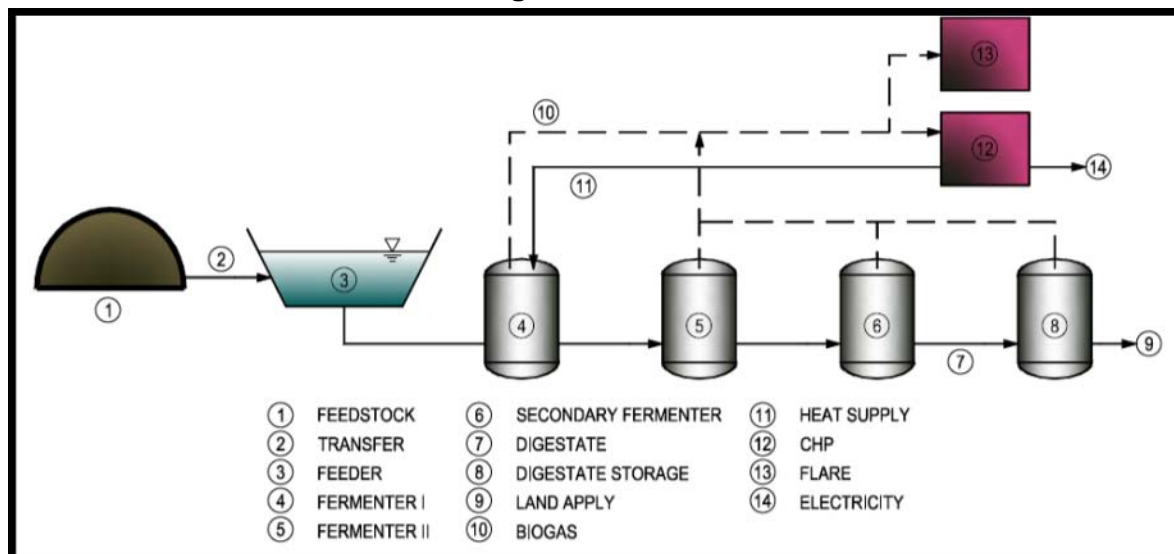 13
10
12
11
14
2
3
1
4
5
6
7
8
9
1 FEEDSTOCK
2 TRANSFER
3 FEEDER
4 FERMENTER I
5 FERMENTER II
6 SECONDARY FERMENTER
7 DIGESTATE
8 DIGESTATE STORAGE
9 LAND APPLY
10 BIOGAS
11 HEAT SUPPLY
12 CHP
13 FLARE
14 ELECTRICITY